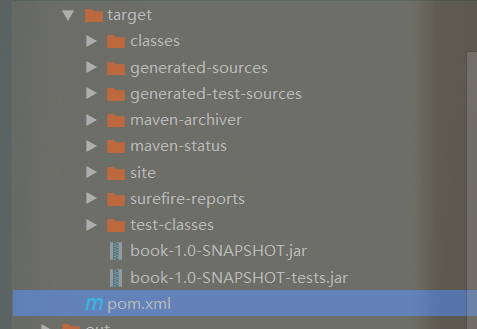 target
classes
generated-sources
generated-test-sources
maven-archiver
maven-status
site
surefire-reports
test-classes
book-1.0-SNAPSHOT.jar
book-1.0-SNAPSHOT-tests.jar
m pom.xml
out